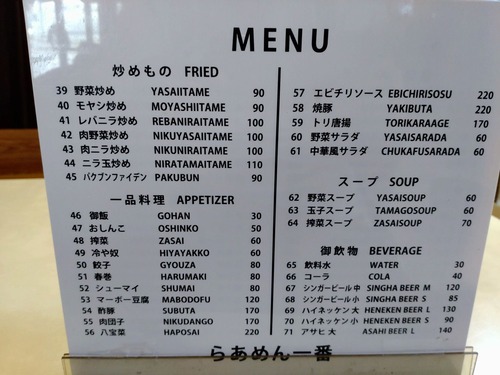 MENU
炒めもの FRIED
39 野菜炒め YASAIITAME 90
40 モヤシ炒め MOYASHIITAME 90
41 レバニラ炒め REBANIRAITAME 100
42 肉野菜炒め NIKUYASAIITAME 100
43 肉ニラ炒め NIKUNIRAITAME 100
44 ニラ玉炒め NIRATAMAITAME 110
45 パクブンファイデン PAKUBUN 90
一品料理 APPETIZER
46 御飯 GOHAN 30
47 おしんこ OSHINKO 50
48 搾菜 ZASAI 60
49 冷や奴 HIYAYAKKO 60
50 餃子 GYOUZA 80
51 春巻 HARUMAKI 80
52 シューマイ SHUMAI 80
53 マーボー豆腐 MABODOFU 120
54 酢豚 SUBUTA 170
55 肉団子 NIKUDANGO 170
56 八宝菜 HAPOSAI 220
57 エビチリソース EBICHIRISOSU 220
58 焼豚 YAKIBUTA 220
59 トリ唐揚 TORIKARAAGE 170
60 野菜サラダ YASAISARADA 60
61 中華風サラダ CHUKAFUSARADA 60
スープ SOUP
62 野菜スープ YASAISOUP 60
63 玉子スープ TAMAGOSOUP 60
64 搾菜スープ ZASAISOUP 60
御飲物 BEVERAGE
65 飲料水 WATER 30
66 コーラ COLA 40
67 シンガービール 中 SINGHA BEER M 120
68 シンガービール 小 SINGHA BEER S 85
69 ハイネッケン 大 HENEKEN BEER L 130
70 ハイネッケン 小 HENEKEN BEER S 90
71 アサヒ 大 ASAHI BEER L 140
らあめん一番